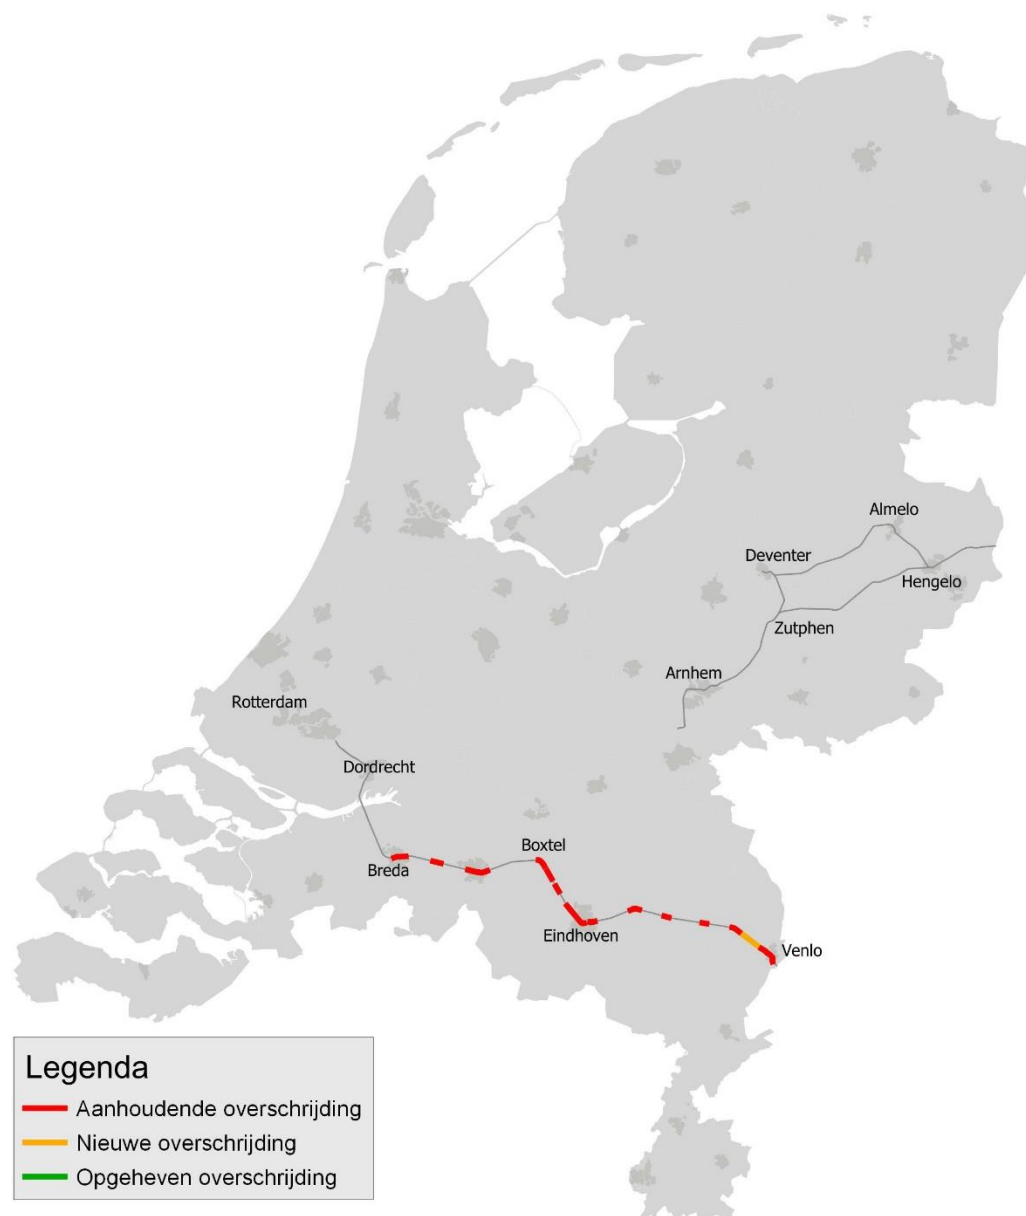 Almelo
Deventer
Hengelo
Zutphen
Arnhem
Rotterdam
Dordrecht
Boxtel
Breda
Eindhoven
Venlo
Legenda
Aanhoudende overschrijding
Nieuwe overschrijding
Opgeheven overschrijding